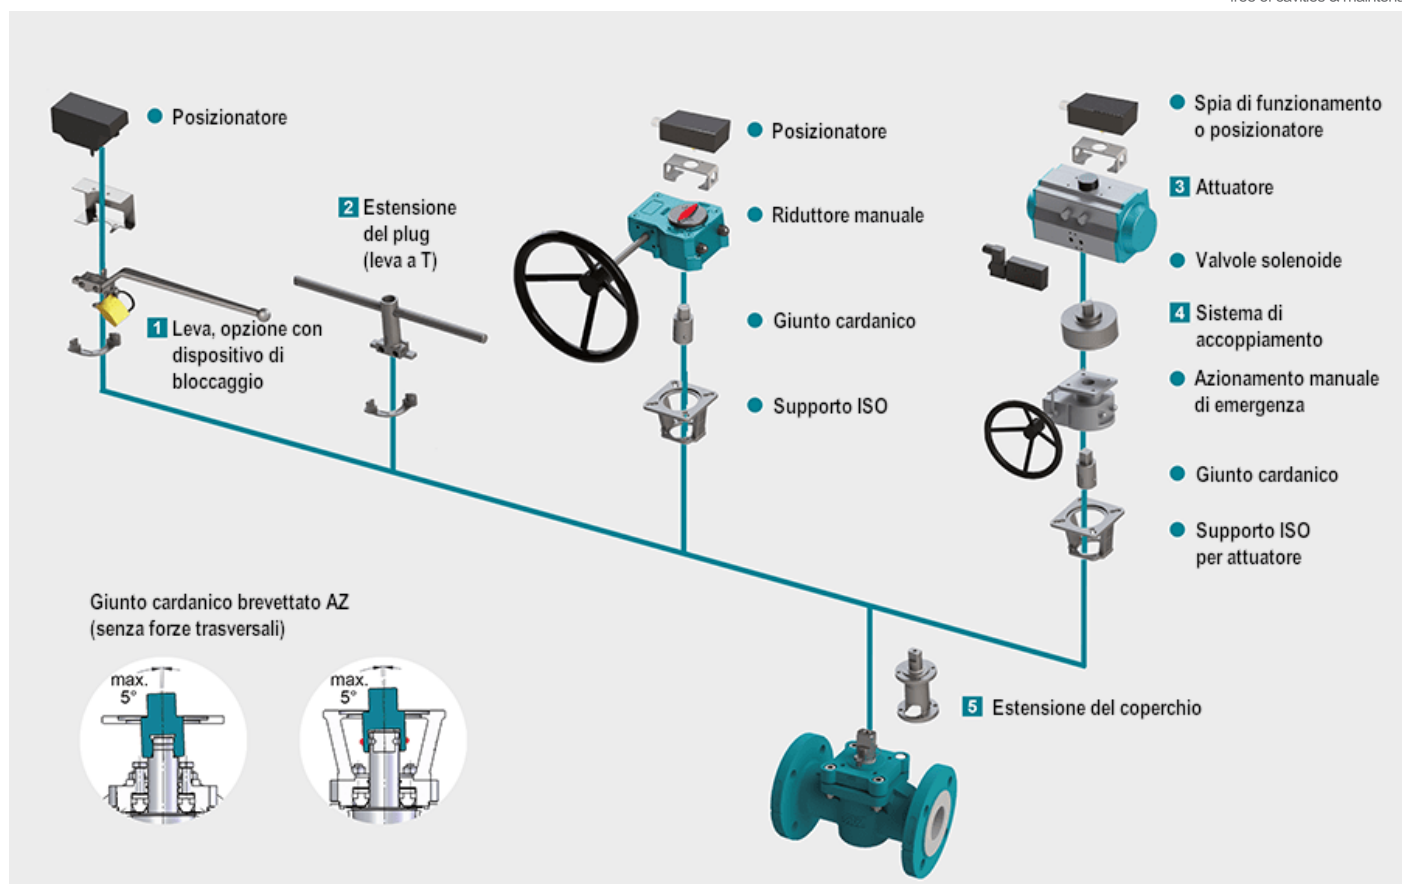 Posizionatore
2 Estensione
del plug
(leva a T)
1 Leva, opzione con
dispositivo di
bloccaggio
Posizionatore
Riduttore manuale
Giunto cardanico
Supporto ISO
Spia di funzionamento
o posizionatore
3 Attuatore
Valvole solenoide
4 Sistema di
accoppiamento
Azionamento manuale
di emergenza
Giunto cardanico
Supporto ISO
per attuatore
Giunto cardanico brevettato AZ
(senza forze trasversali)
max.
5°
max.
5°
5 Estensione del coperchio